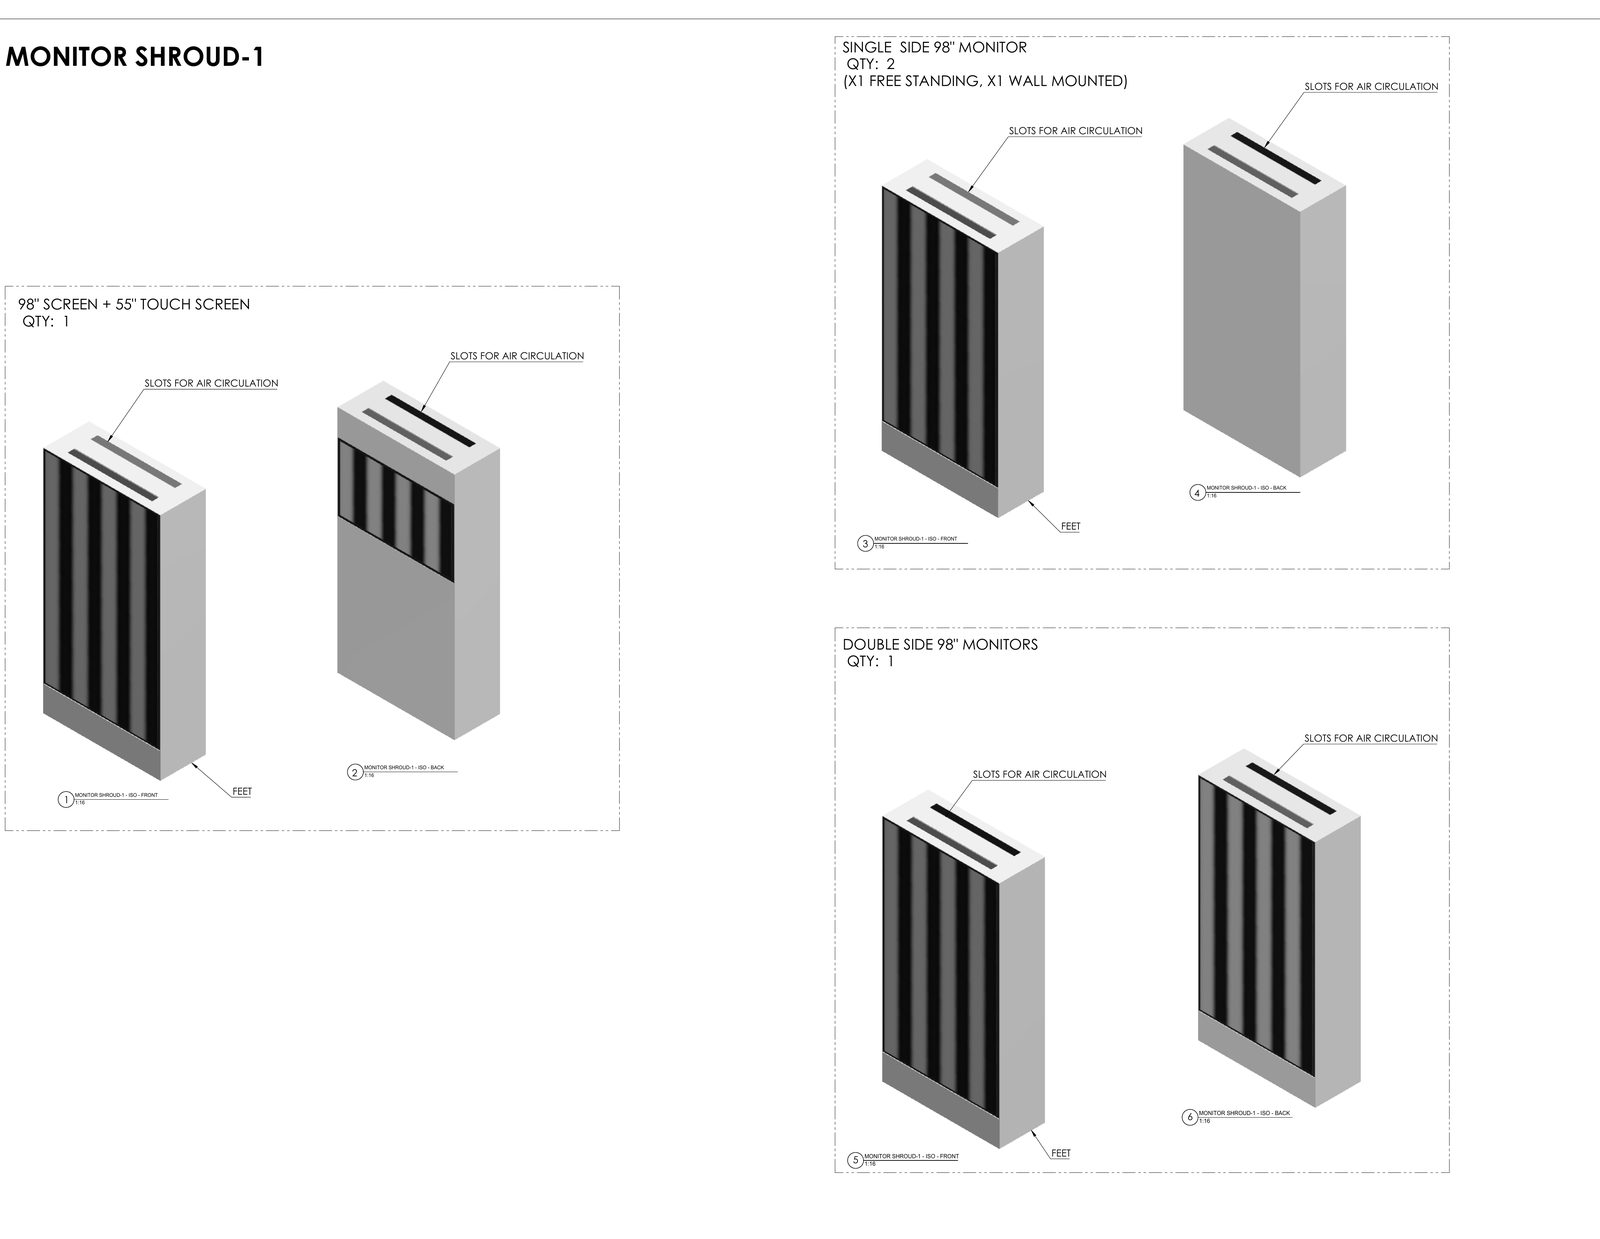 MONITOR SHROUD-1
98" SCREEN + 55" TOUCH SCREEN
QTY: 1
SLOTS FOR AIR CIRCULATION
SLOTS FOR AIR CIRCULATION
FEET
1 MONITOR SHROUD-1 - ISO - FRONT
1:16
2 MONITOR SHROUD-1 - ISO - BACK
1:16
SINGLE SIDE 98" MONITOR
QTY: 2
(X1 FREE STANDING, X1 WALL MOUNTED)
SLOTS FOR AIR CIRCULATION
SLOTS FOR AIR CIRCULATION
FEET
3 MONITOR SHROUD-1 - ISO - FRONT
1:16
4 MONITOR SHROUD-1 - ISO - BACK
1:16
DOUBLE SIDE 98" MONITORS
QTY: 1
SLOTS FOR AIR CIRCULATION
SLOTS FOR AIR CIRCULATION
FEET
5 MONITOR SHROUD-1 - ISO - FRONT
1:16
6 MONITOR SHROUD-1 - ISO - BACK
1:16